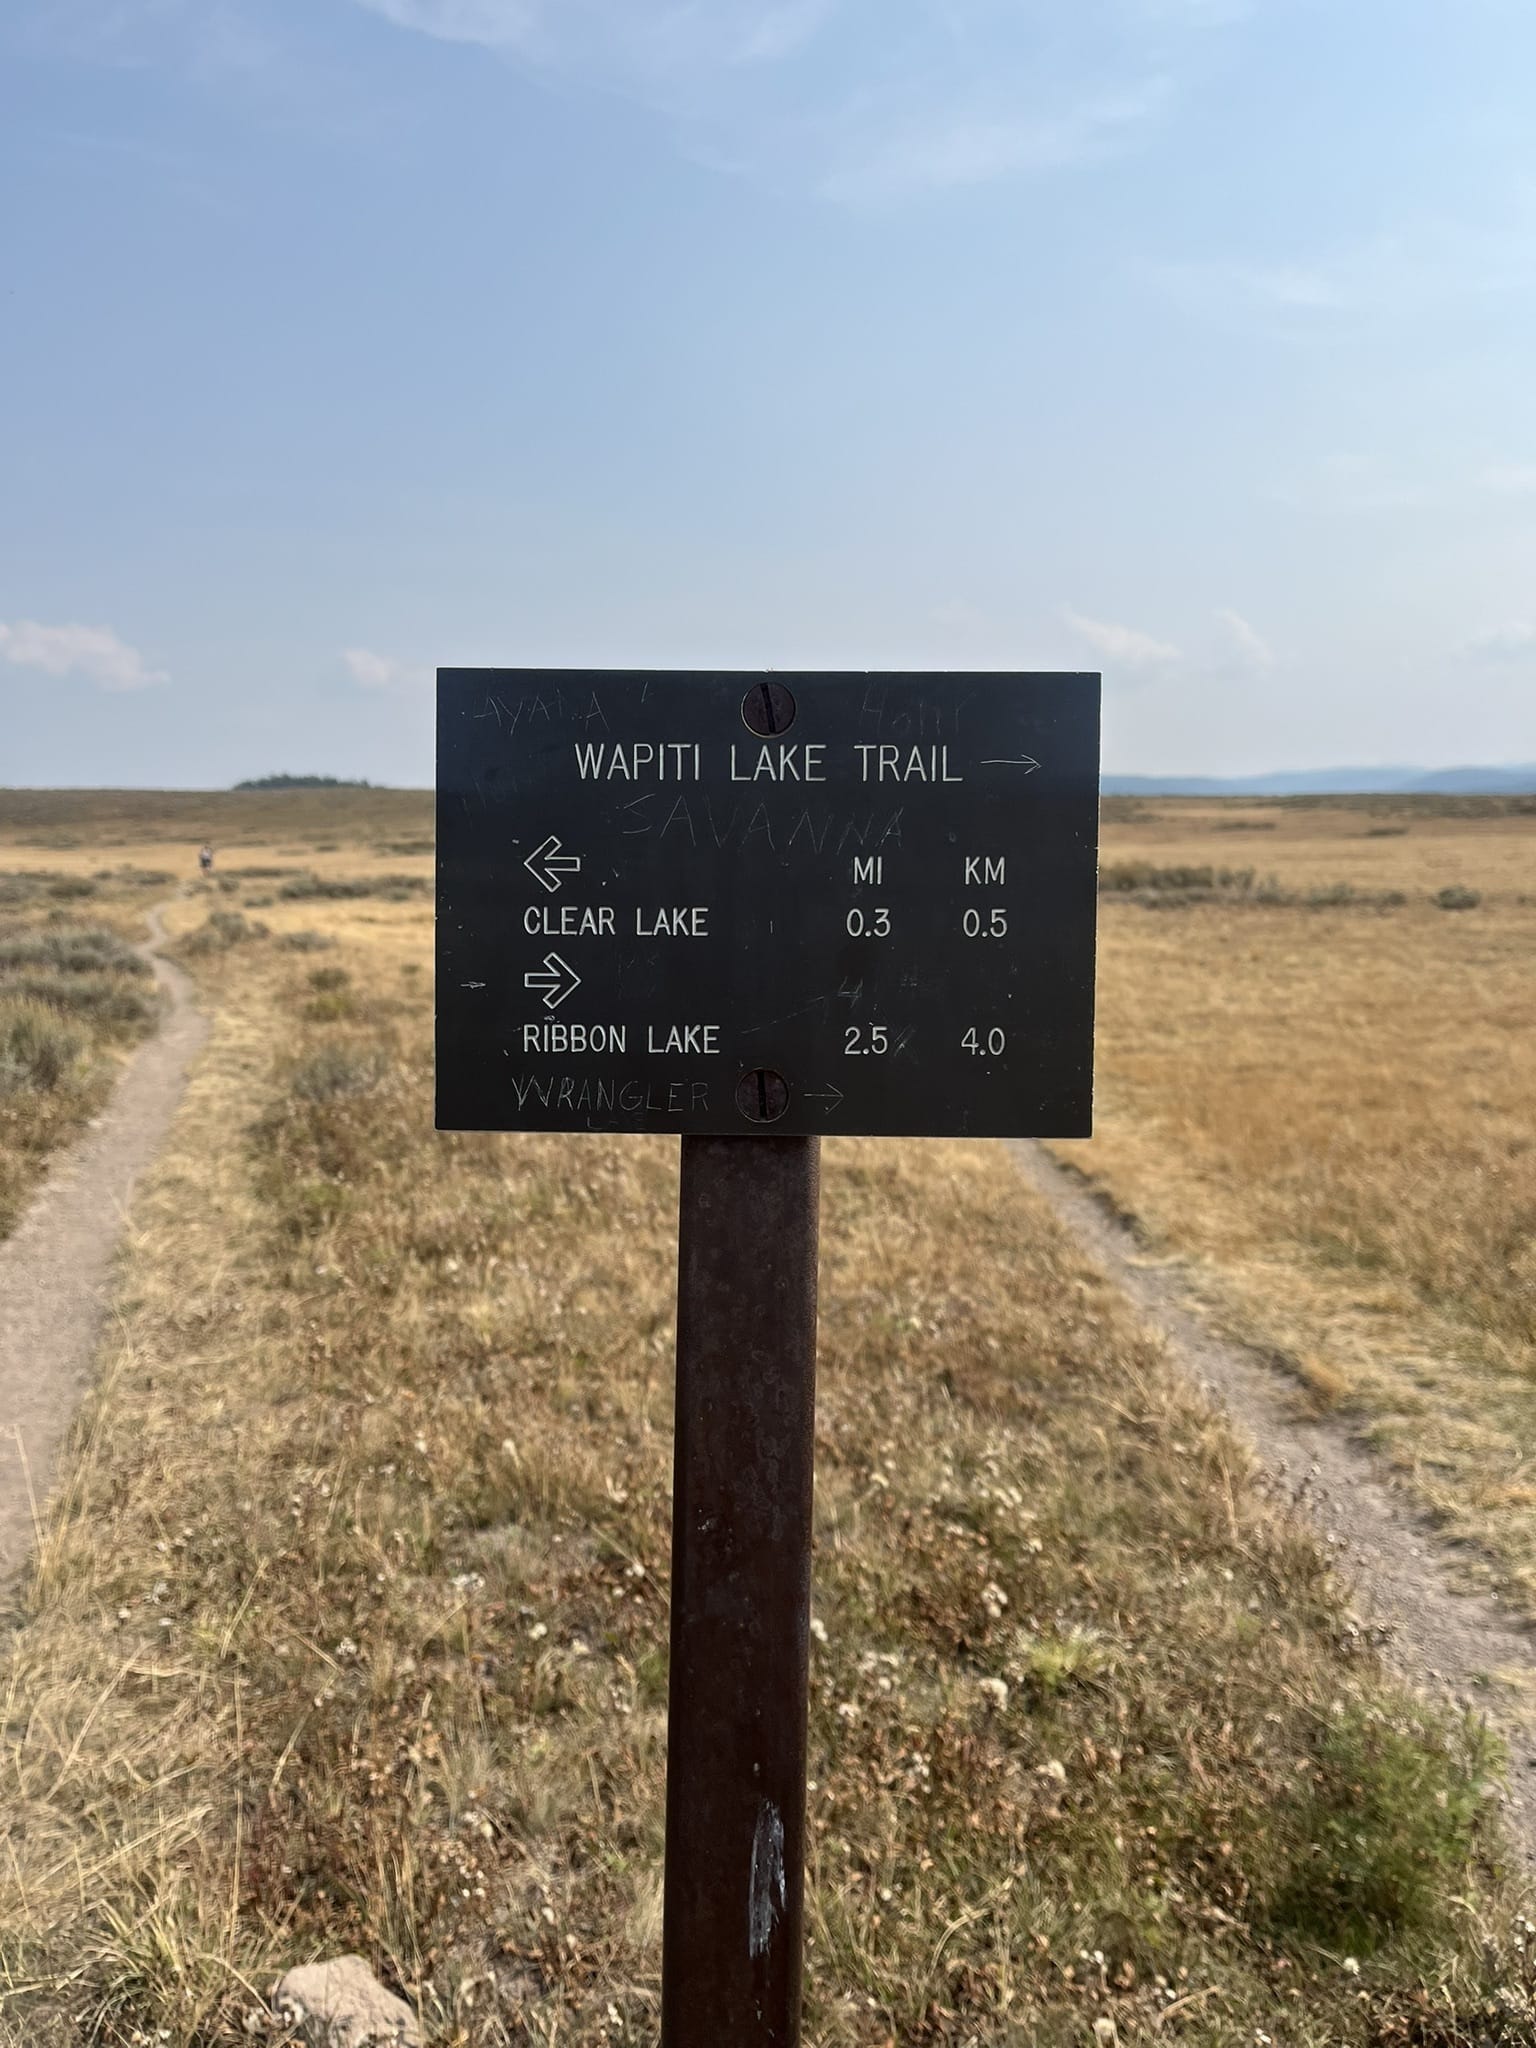 AYALA
WAPITI LAKE TRAIL →
SAVANNA
←
MI KM
CLEAR LAKE 0.3 0.5
→
RIBBON LAKE 2.5 4.0
WRANGLER →